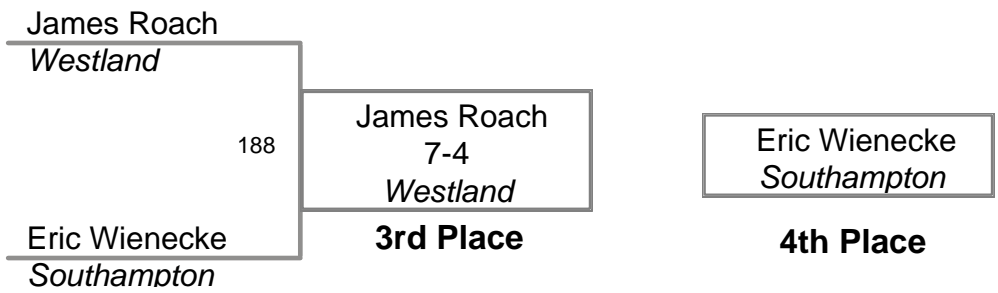 James Roach
Westland
188
Eric Wienecke
Southampton
James Roach
7-4
Westland
3rd Place
Eric Wienecke
Southampton
4th Place